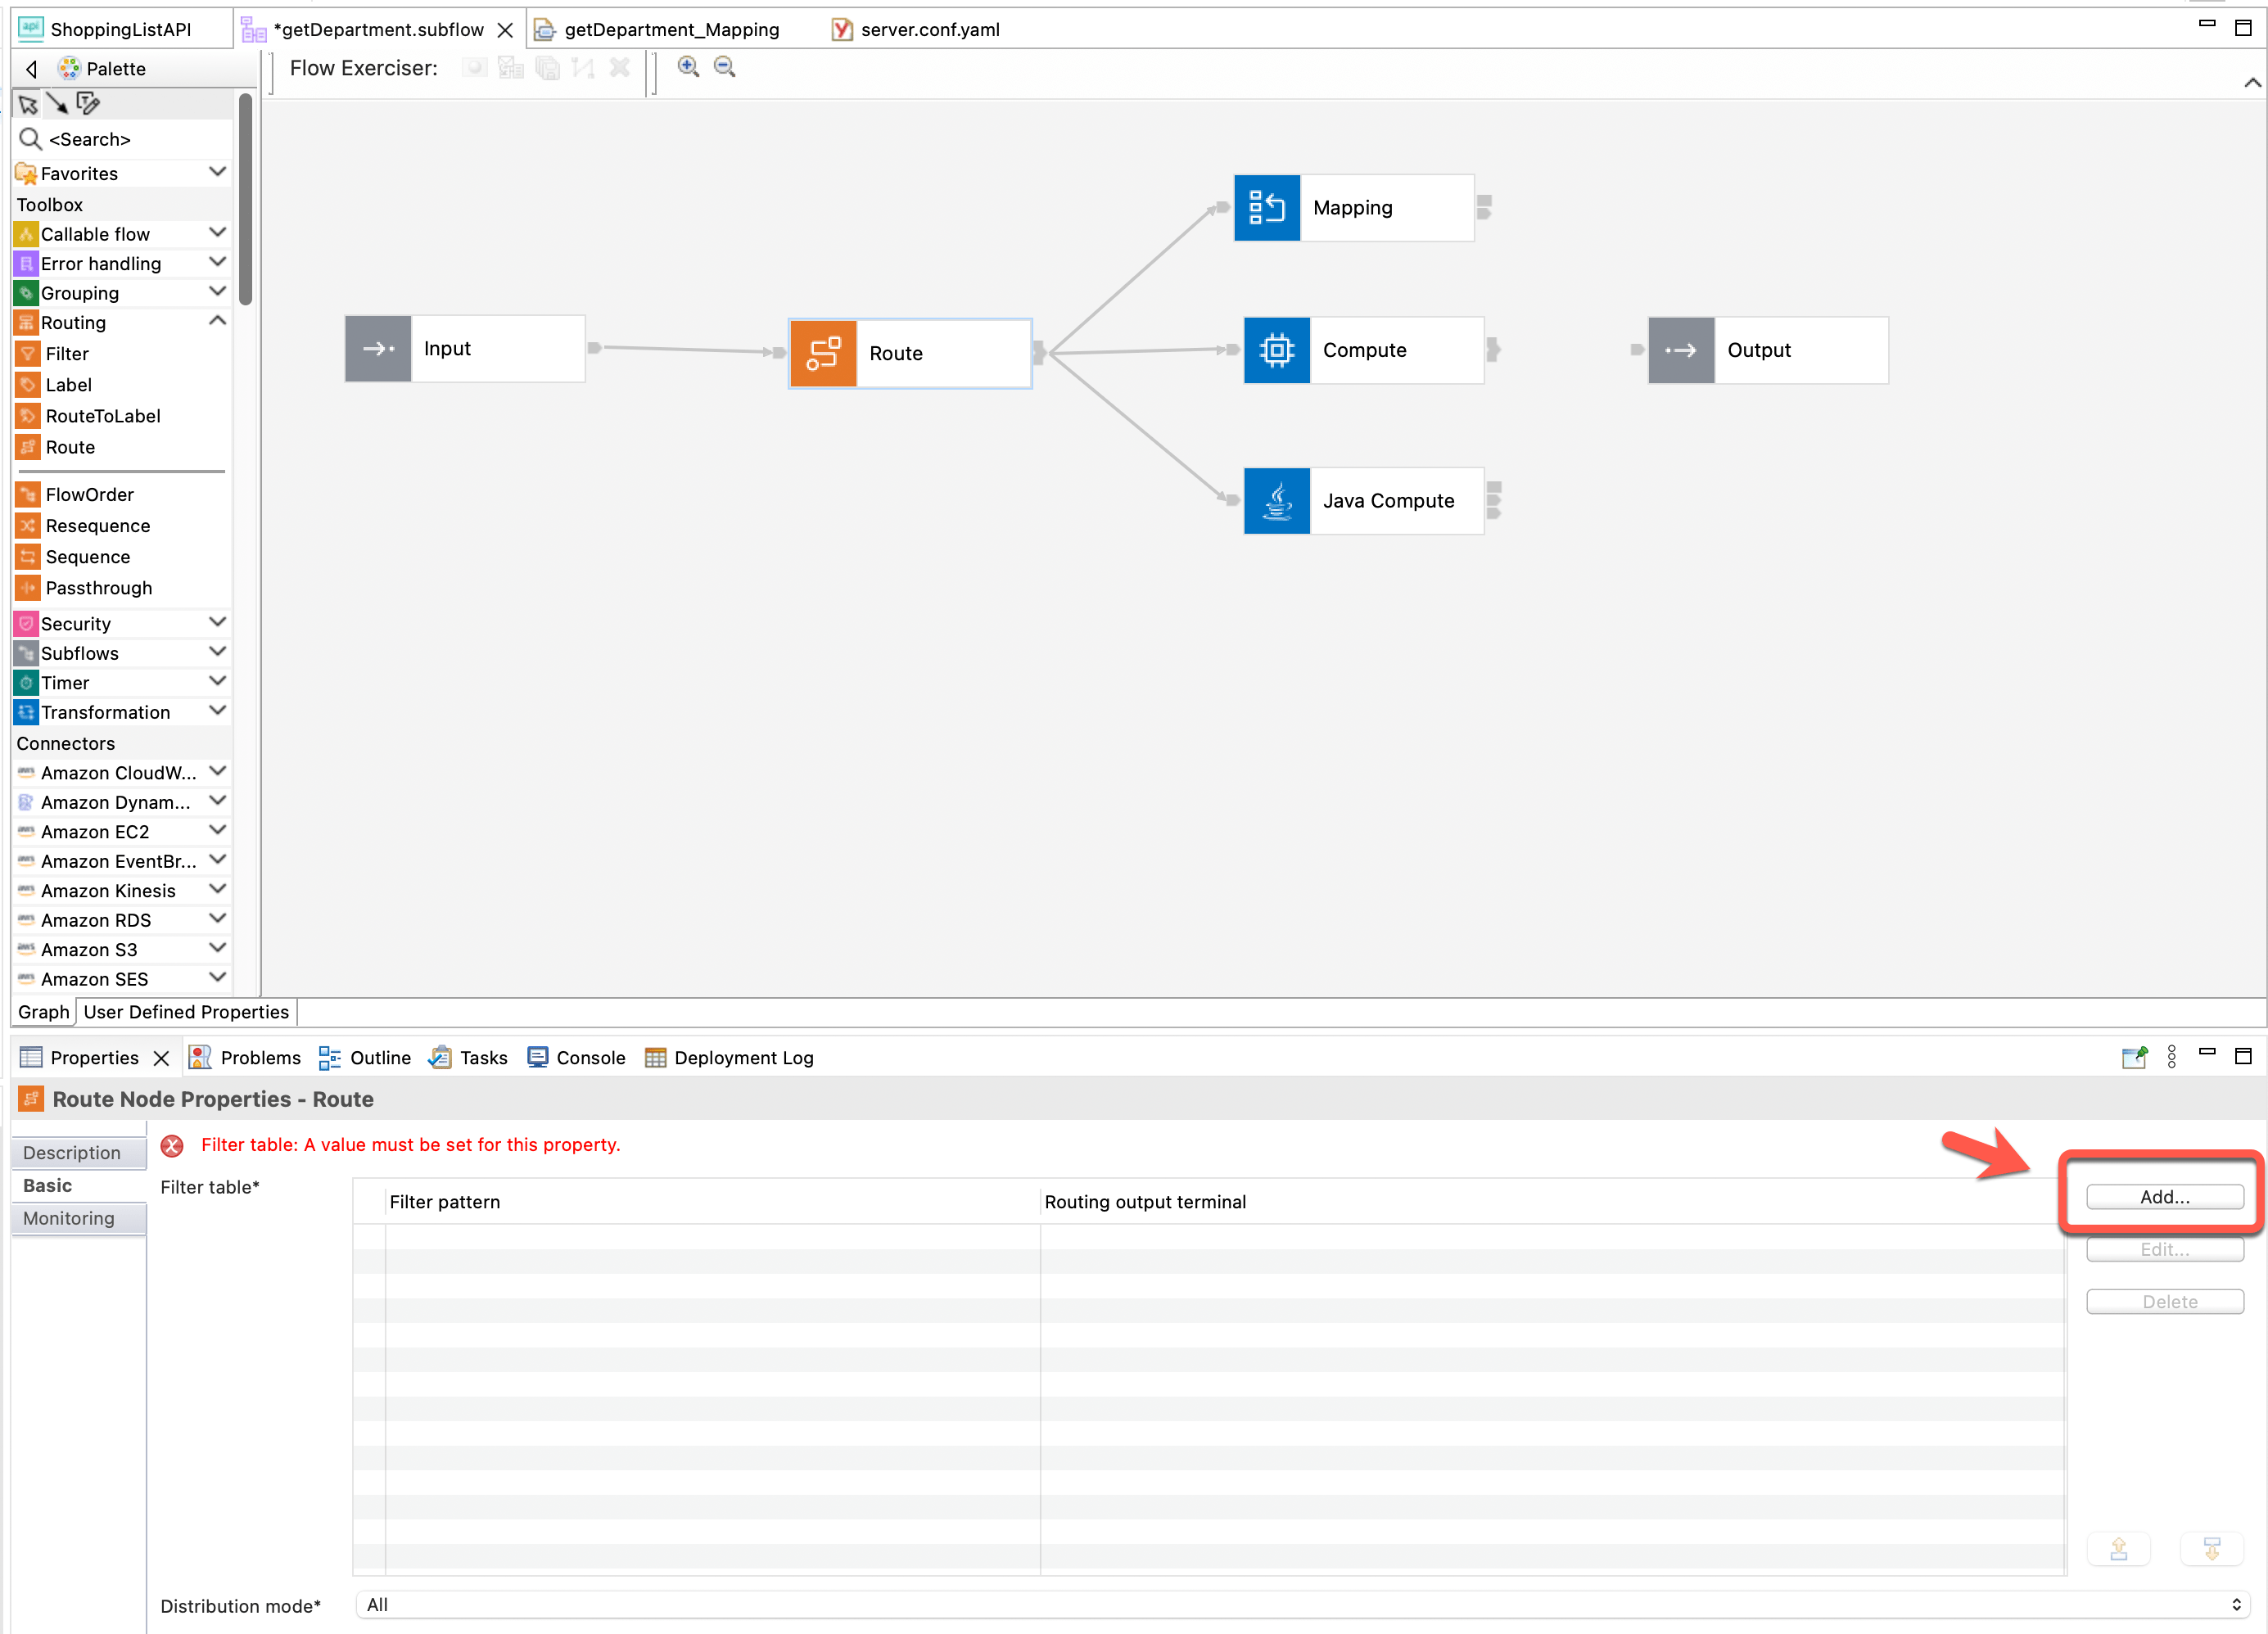 api ShoppingListAPI
*getDepartment.subflow
getDepartment_Mapping
server.conf.yaml
Palette
Flow Exerciser:
<Search>
Favorites
Toolbox
Callable flow
Error handling
Grouping
Routing
Filter
Label
RouteToLabel
Route
FlowOrder
Resequence
Sequence
Passthrough
Security
Subflows
Timer
Transformation
Connectors
Amazon CloudW...
Amazon Dynam...
Amazon EC2
Amazon EventBr...
Amazon Kinesis
Amazon RDS
Amazon S3
Amazon SES
Mapping
Input
Route
Compute
Output
Java Compute
Graph
User Defined Properties
Properties
Problems
Outline
Tasks
Console
Deployment Log
Route Node Properties - Route
Description
Basic
Monitoring
Filter table: A value must be set for this property.
Filter table*
Filter pattern
Routing output terminal
Add...
Edit...
Delete
Distribution mode*
All